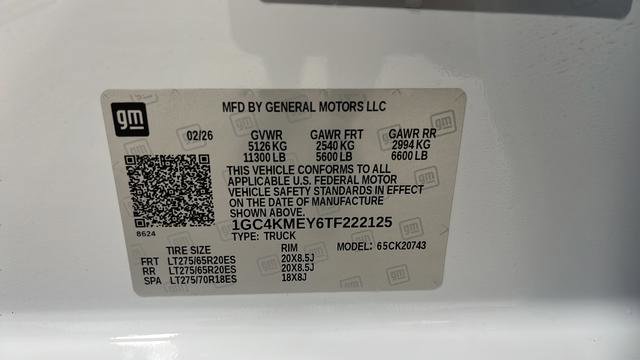 gm
MFD BY GENERAL MOTORS LLC
02/26 GVWR GAWR FRT GAWR RR
5126 KG 2540 KG 2994 KG
11300 LB 5600 LB 6600 LB
THIS VEHICLE CONFORMS TO ALL
APPLICABLE U.S. FEDERAL MOTOR
VEHICLE SAFETY STANDARDS IN EFFECT
ON THE DATE OF MANUFACTURE
SHOWN ABOVE.
1GC4KMEY6TF222125
8624
TYPE: TRUCK
TIRE SIZE RIM MODEL: 65CK20743
FRT LT275/65R20ES 20X8.5J
RR LT275/65R20ES 20X8.5J
SPA LT275/70R18ES 18X8J